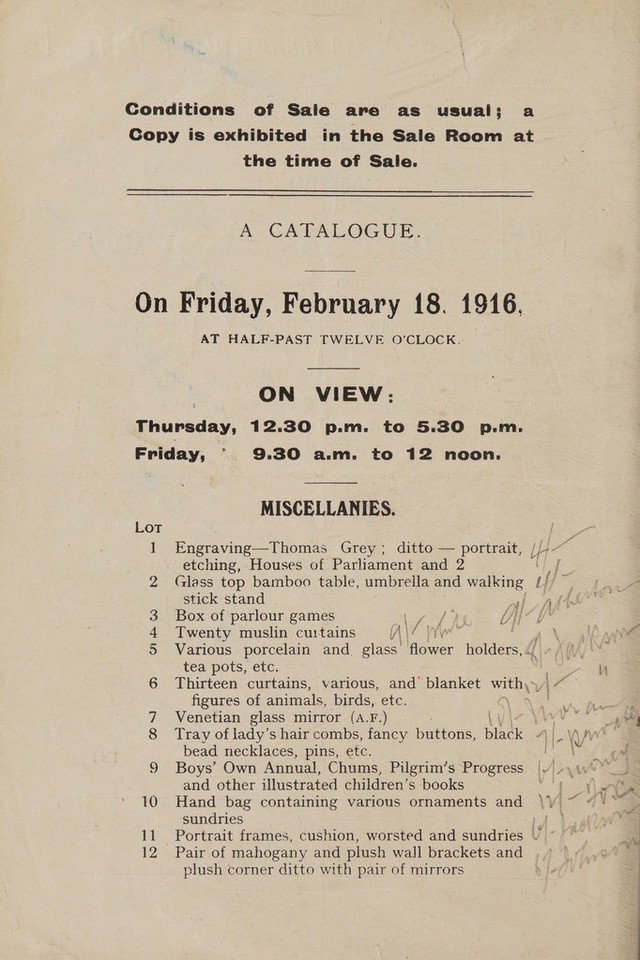 Conditions of Sale are as usual; a
Copy is exhibited in the Sale Room at
the time of Sale.
A CATALOGUE.
On Friday, February 18. 1916,
AT HALF-PAST TWELVE O'CLOCK.
ON VIEW:
Thursday, 12.30 p.m. to 5.30 p.m.
Friday, 9.30 a.m. to 12 noon.
MISCELLANIES.
LOT
1 Engraving—Thomas Grey; ditto — portrait,
etching, Houses of Parliament and 2
2 Glass top bamboo table, umbrella and walking
stick stand
3 Box of parlour games
4 Twenty muslin curtains
5 Various porcelain and glass flower holders,
tea pots, etc.
6 Thirteen curtains, various, and blanket with
figures of animals, birds, etc.
7 Venetian glass mirror (A.F.)
8 Tray of lady's hair combs, fancy buttons, black
bead necklaces, pins, etc.
9 Boys' Own Annual, Chums, Pilgrim's Progress
and other illustrated children's books
10 Hand bag containing various ornaments and
sundries
11 Portrait frames, cushion, worsted and sundries
12 Pair of mahogany and plush wall brackets and
plush corner ditto with pair of mirrors